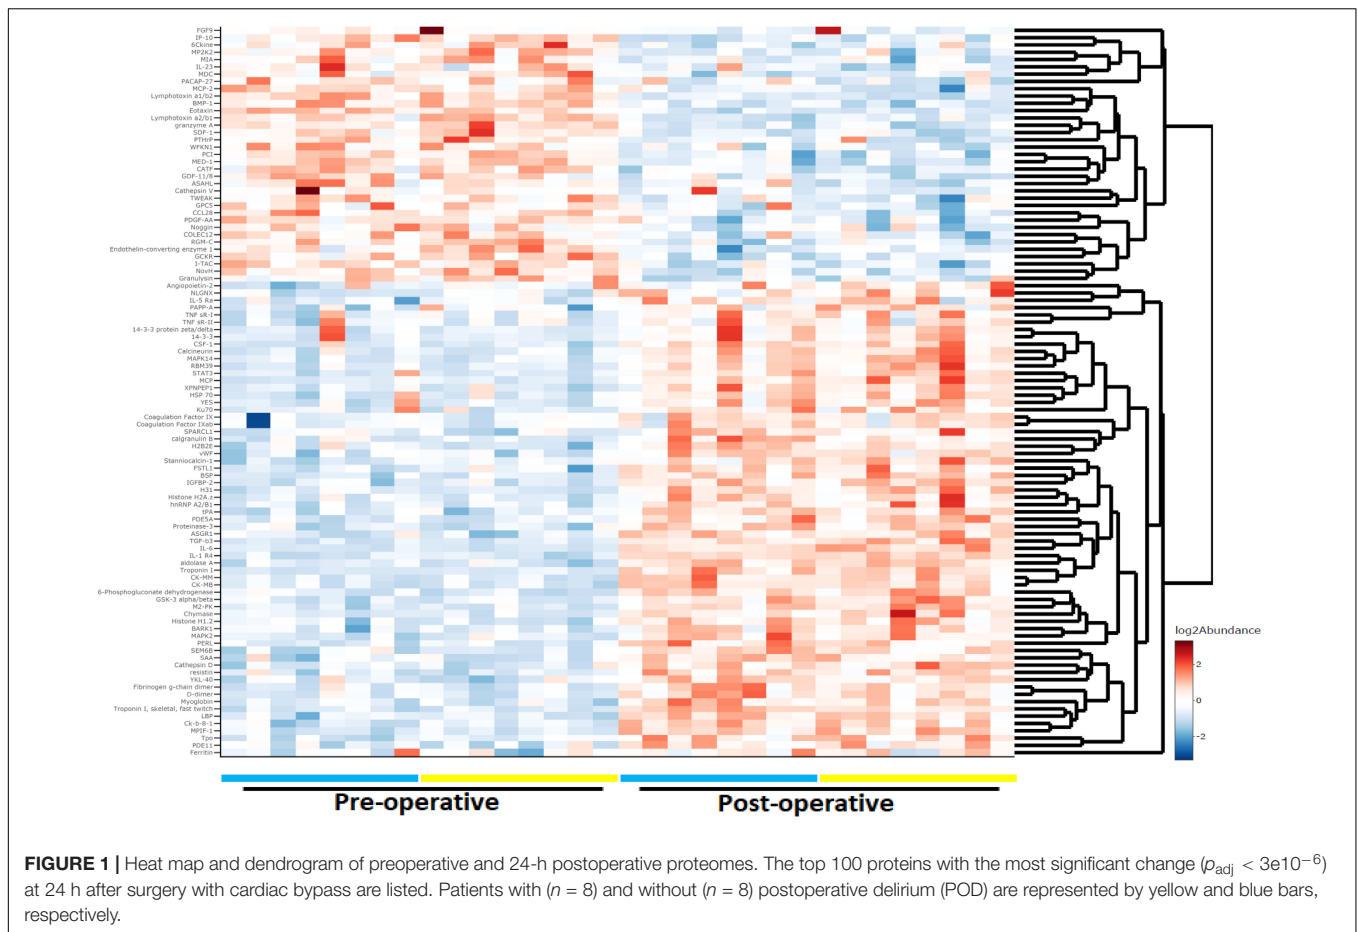 FGF9
IP-10
6Ckine
MP2K2
MIA
IL-23
MDC
PACAP-27
MCP-2
Lymphotoxin a1/b2
BMP-1
Eotaxin
Lymphotoxin a2/b1
granzyme A
SDF-1
PTHrP
WFKN1
PCI
MED-1
CATF
GDF-11/8
ASAHL
Cathepsin V
TWEAK
GPC5
CCL28
PDGF-AA
Noggin
COLEC12
RGM-C
Endothelin-converting enzyme 1
GCKR
I-TAC
NovH
Granulysin
Angiopoietin-2
NLGNX
IL-5 Ra
PAPP-A
TNF sR-I
TNF sR-II
14-3-3 protein zeta/delta
14-3-3
CSF-1
Calcineurin
MAPK14
RBM39
STAT3
MCP
XPNPEP1
HSP 70
YES
Ku70
Coagulation Factor IX
Coagulation Factor IXab
SPARCL1
calgranulin B
H2B2E
vWF
Stanniocalcin-1
FSTL1
BSP
IGFBP-2
H31
Histone H2A.z
hnRNP A2/B1
tPA
PDE5A
Proteinase-3
ASGR1
TGF-b3
IL-6
IL-1 R4
aldolase A
Troponin I
CK-MM
CK-MB
6-Phosphogluconate dehydrogenase
GSK-3 alpha/beta
M2-PK
Chymase
Histone H1.2
BARK1
MAPK2
PERL
SEM6B
SAA
Cathepsin D
resistin
YKL-40
Fibrinogen g-chain dimer
D-dimer
Myoglobin
Troponin I, skeletal, fast twitch
LBP
Ck-b-8-1
MPIF-1
Tpo
PDE11
Ferritin
log2Abundance
2
0
−2
Pre-operative
Post-operative
FIGURE 1 | Heat map and dendrogram of preoperative and 24-h postoperative proteomes. The top 100 proteins with the most significant change (p adj < 3e10−6)
at 24 h after surgery with cardiac bypass are listed. Patients with (n = 8) and without (n = 8) postoperative delirium (POD) are represented by yellow and blue bars,
respectively.